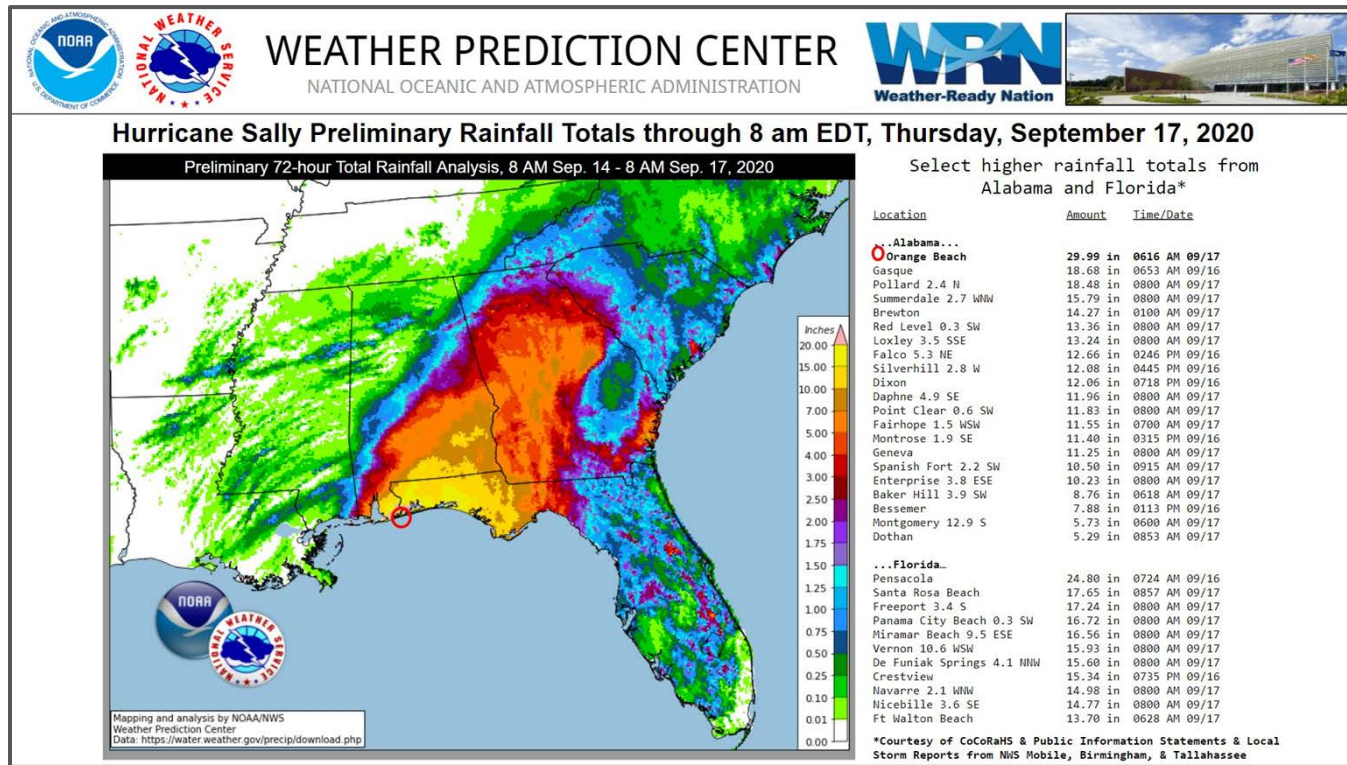 NATIONAL OCEANIC AND ATMOSPHERIC ADMINISTRATION
NOAA
U.S. DEPARTMENT OF COMMERCE
NATIONAL WEATHER SERVICE
WEATHER PREDICTION CENTER
NATIONAL OCEANIC AND ATMOSPHERIC ADMINISTRATION
WRN
Weather-Ready Nation
Hurricane Sally Preliminary Rainfall Totals through 8 am EDT, Thursday, September 17, 2020
Preliminary 72-hour Total Rainfall Analysis, 8 AM Sep. 14 - 8 AM Sep. 17, 2020
Inches
20.00
15.00
10.00
7.00
5.00
4.00
3.00
2.50
2.00
1.75
1.50
1.25
1.00
0.75
0.50
0.25
0.10
0.01
0.00
NOAA
NATIONAL WEATHER SERVICE
Mapping and analysis by NOAA/NWS
Weather Prediction Center
Data: https://water.weather.gov/precip/download.php
Select higher rainfall totals from
Alabama and Florida*
Location Amount Time/Date
...Alabama...
Orange Beach 29.99 in 0616 AM 09/17
Gasque 18.68 in 0653 AM 09/16
Pollard 2.4 N 18.48 in 0800 AM 09/17
Summerdale 2.7 WNW 15.79 in 0800 AM 09/17
Brewton 14.27 in 0100 AM 09/17
Red Level 0.3 SW 13.36 in 0800 AM 09/17
Loxley 3.5 SSE 13.24 in 0800 AM 09/17
Falco 5.3 NE 12.66 in 0246 PM 09/16
Silverhill 2.8 W 12.08 in 0445 PM 09/16
Dixon 12.06 in 0718 PM 09/16
Daphne 4.9 SE 11.96 in 0800 AM 09/17
Point Clear 0.6 SW 11.83 in 0800 AM 09/17
Fairhope 1.5 WSW 11.55 in 0700 AM 09/17
Montrose 1.9 SE 11.40 in 0315 PM 09/16
Geneva 11.25 in 0800 AM 09/17
Spanish Fort 2.2 SW 10.50 in 0915 AM 09/17
Enterprise 3.8 ESE 10.23 in 0800 AM 09/17
Baker Hill 3.9 SW 8.70 in 0618 AM 09/17
Bessemer 7.88 in 0113 PM 09/16
Montgomery 12.9 S 5.73 in 0600 AM 09/17
Dothan 5.29 in 0853 AM 09/17
...Florida…
Pensacola 24.80 in 0724 AM 09/16
Santa Rosa Beach 17.65 in 0857 AM 09/17
Freeport 3.4 S 17.24 in 0800 AM 09/17
Panama City Beach 0.3 SW 16.72 in 0800 AM 09/17
Miramar Beach 9.5 ESE 16.56 in 0800 AM 09/17
Vernon 10.6 WSW 15.93 in 0800 AM 09/17
De Funiak Springs 4.1 NNW 15.60 in 0800 AM 09/17
Crestview 15.34 in 0735 PM 09/16
Navarre 2.1 WNW 14.98 in 0800 AM 09/17
Nicebille 3.6 SE 14.77 in 0800 AM 09/17
Ft Walton Beach 13.70 in 0628 AM 09/17
*Courtesy of CoCoRaHS & Public Information Statements & Local
Storm Reports from NWS Mobile, Birmingham, & Tallahassee